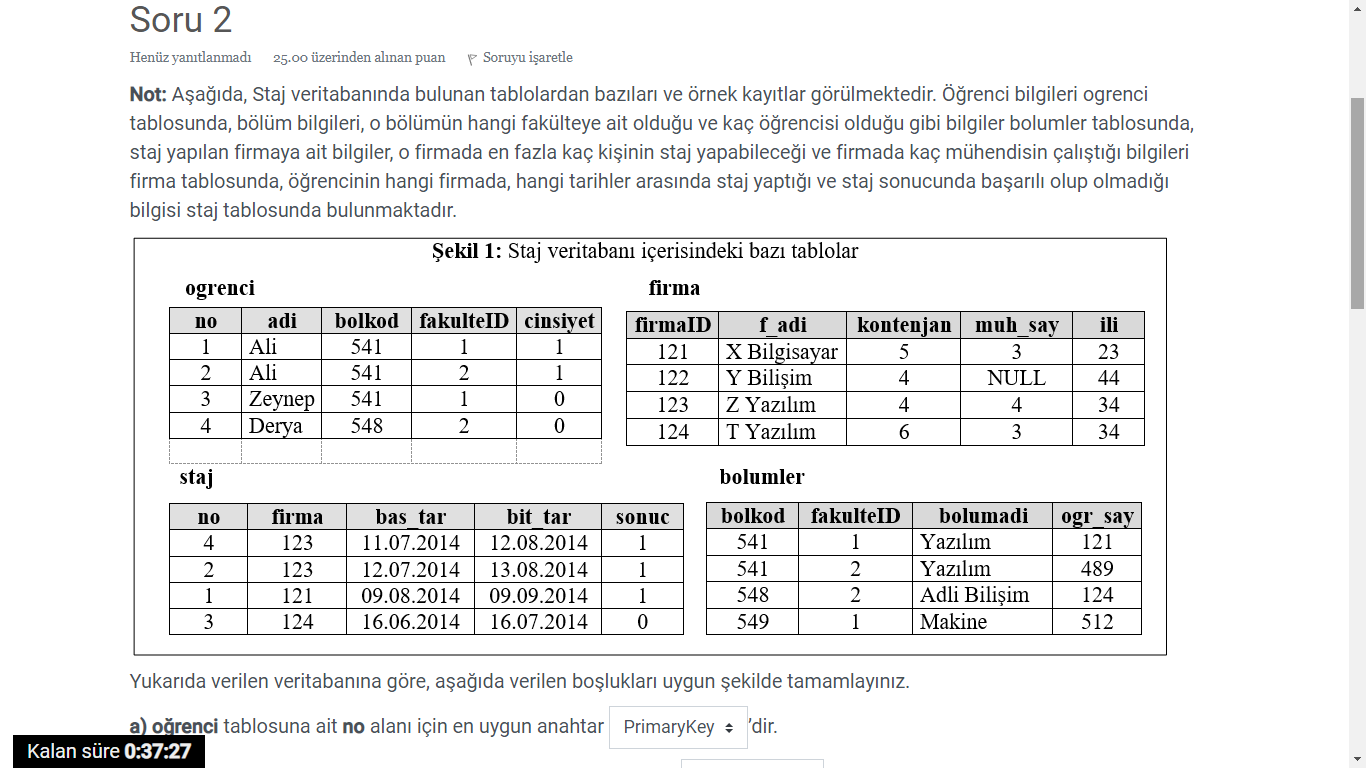 Soru 2
Henüz yanıtlanmadı 25.00 üzerinden alınan puan Soruyu işaretle
Not: Aşağıda, Staj veritabanında bulunan tablolardan bazıları ve örnek kayıtlar görülmektedir. Öğrenci bilgileri ogrenci
tablosunda, bölüm bilgileri, o bölümün hangi fakülteye ait olduğu ve kaç öğrencisi olduğu gibi bilgiler bolumler tablosunda,
staj yapılan firmaya ait bilgiler, o firmada en fazla kaç kişinin staj yapabileceği ve firmada kaç mühendisin çalıştığı bilgileri
firma tablosunda, öğrencinin hangi firmada, hangi tarihler arasında staj yaptığı ve staj sonucunda başarılı olup olmadığı
bilgisi staj tablosunda bulunmaktadır.
Şekil 1: Staj veritabanı içerisindeki bazı tablolar
ogrenci
no adi bolkod fakulteID cinsiyet
1 Ali 541 1 1
2 Ali 541 2 1
3 Zeynep 541 1 0
4 Derya 548 2 0
firma
firmaID f_adi kontenjan muh_say ili
121 X Bilgisayar 5 3 23
122 Y Bilişim 4 NULL 44
123 Z Yazılım 4 4 34
124 T Yazılım 6 3 34
staj
no firma bas_tar bit_tar sonuc
4 123 11.07.2014 12.08.2014 1
2 123 12.07.2014 13.08.2014 1
1 121 09.08.2014 09.09.2014 1
3 124 16.06.2014 16.07.2014 0
bolumler
bolkod fakulteID bolumadi ogr_say
541 1 Yazılım 121
541 2 Yazılım 489
548 2 Adli Bilişim 124
549 1 Makine 512
Yukarıda verilen veritabanına göre, aşağıda verilen boşlukları uygun şekilde tamamlayınız.
a) oğrenci tablosuna ait no alanı için en uygun anahtar PrimaryKey 'dir.
Kalan süre 0:37:27